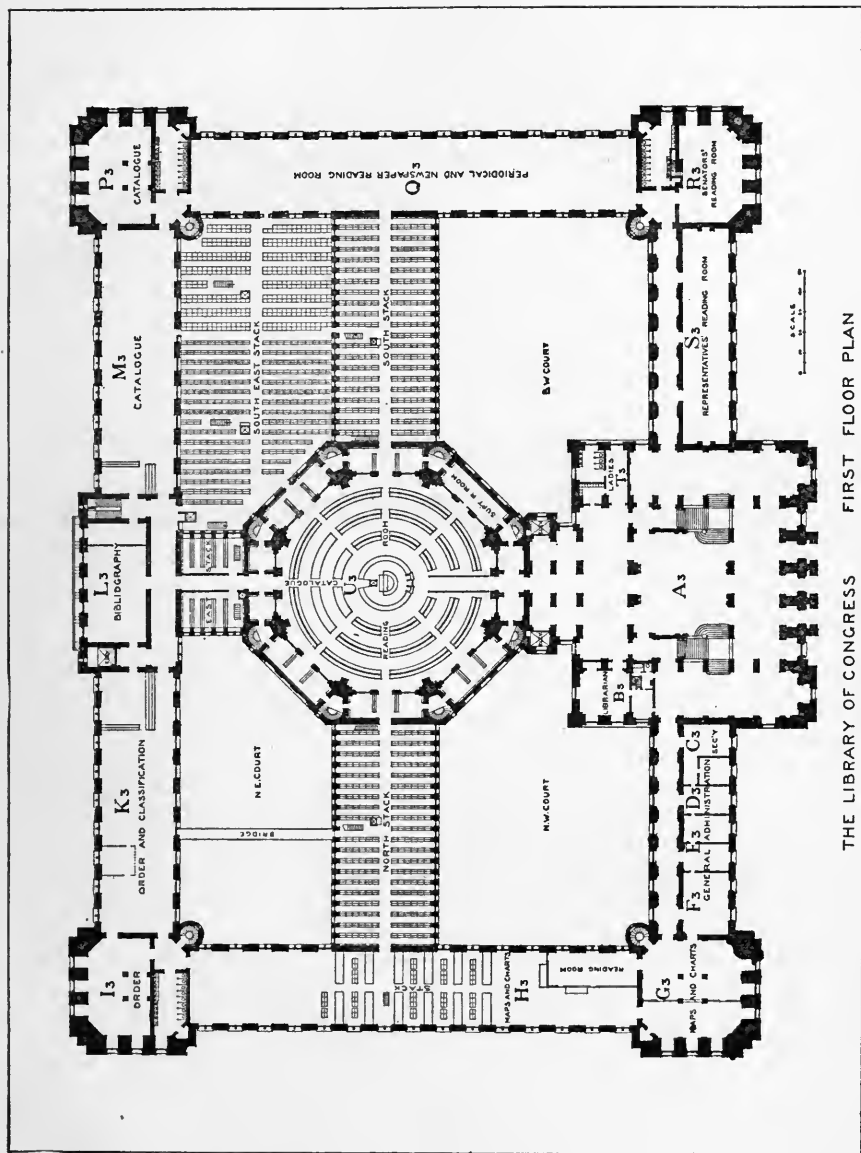 P3
CATALOGUE
M3
CATALOGUE
L3
BIBLIOGRAPHY
K3
ORDER AND CLASSIFICATION
I3
ORDER
PERIODICAL AND NEWSPAPER READING ROOM
Q3
SOUTH EAST STACK
SOUTH STACK
EAST STACK
N.E. COURT
BRIDGE
NORTH STACK
CATALOGUE
U3
READING ROOM
SUP'T R ROOM
S.W. COURT
N.W. COURT
STACK
MAPS AND CHARTS
H3
READING ROOM
R3
SENATORS'
READING ROOM
S3
REPRESENTATIVES' READING ROOM
LADIES
T3
A3
LIBRARIAN
B3
C3
SEC'Y
D3
E3
F3
GENERAL ADMINISTRATION
G3
MAPS AND CHARTS
SCALE
THE LIBRARY OF CONGRESS FIRST FLOOR PLAN